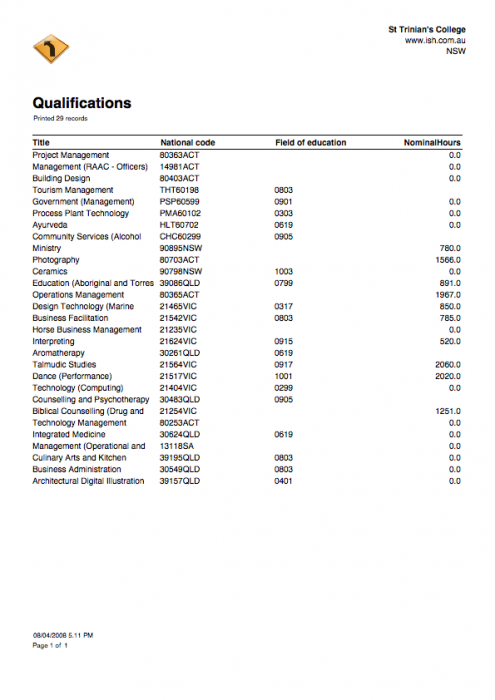 St Trinian's College
www.ish.com.au
NSW
Qualifications
Printed 29 records
Title National code Field of education NominalHours
Project Management 80363ACT 0.0
Management (RAAC - Officers) 14981ACT 0.0
Building Design 80403ACT 0.0
Tourism Management THT60198 0803
Government (Management) PSP60599 0901 0.0
Process Plant Technology PMA60102 0303 0.0
Ayurveda HLT60702 0619 0.0
Community Services (Alcohol CHC60299 0905
Ministry 90895NSW 780.0
Photography 80703ACT 1566.0
Ceramics 90798NSW 1003 0.0
Education (Aboriginal and Torres 39086QLD 0799 891.0
Operations Management 80365ACT 1967.0
Design Technology (Marine 21465VIC 0317 850.0
Business Facilitation 21542VIC 0803 785.0
Horse Business Management 21235VIC 0.0
Interpreting 21624VIC 0915 520.0
Aromatherapy 30261QLD 0619
Talmudic Studies 21564VIC 0917 2060.0
Dance (Performance) 21517VIC 1001 2020.0
Technology (Computing) 21404VIC 0299 0.0
Counselling and Psychotherapy 30483QLD 0905
Biblical Counselling (Drug and 21254VIC 1251.0
Technology Management 80253ACT 0.0
Integrated Medicine 30624QLD 0619 0.0
Management (Operational and 13118SA 0.0
Culinary Arts and Kitchen 39195QLD 0803 0.0
Business Administration 30549QLD 0803 0.0
Architectural Digital Illustration 39157QLD 0401 0.0
08/04/2008 5.11 PM
Page 1 of 1